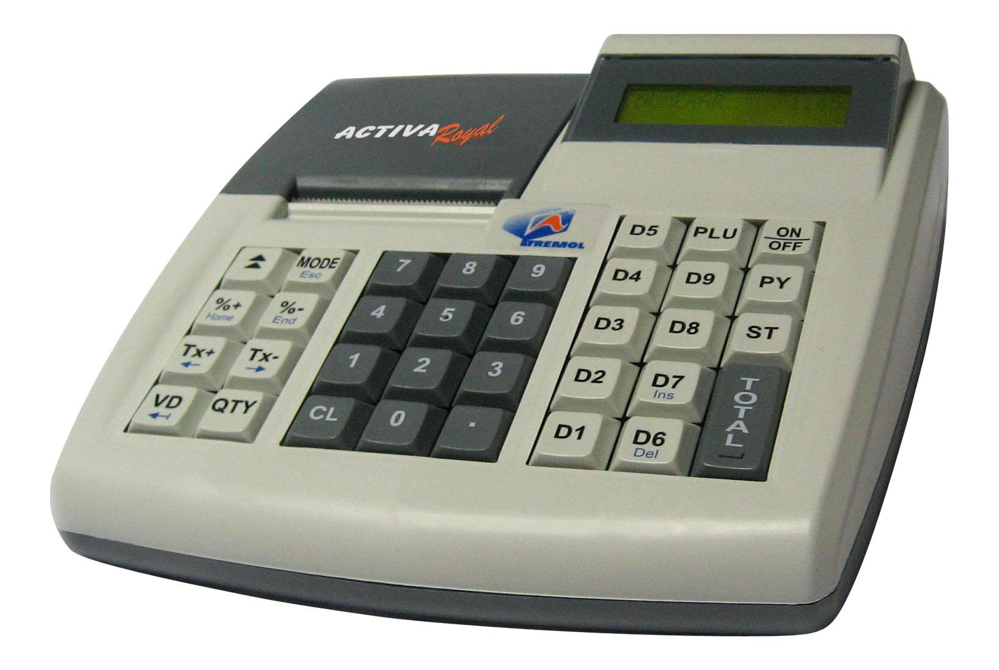 ACTIVA Royal
TREMOL
MODE
Esc
%+
Home
%-
End
Tx+
Tx-
VD
QTY
7 8 9
4 5 6
1 2 3
CL 0 .
D5 PLU ON
OFF
D4 D9 PY
D3 D8 ST
D2 D7
Ins
D1 D6
Del
TOTAL